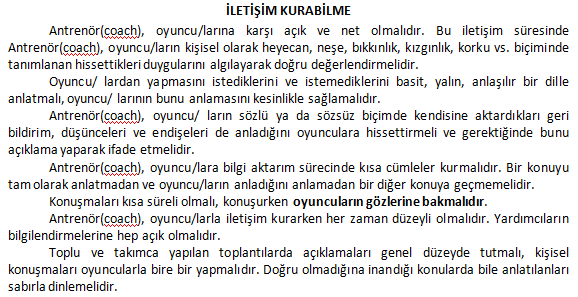 İLETİŞİM KURABİLME
Antrenör(coach), oyuncu/larına karşı açık ve net olmalıdır. Bu iletişim süresinde
Antrenör(coach), oyuncu/ların kişisel olarak heyecan, neşe, bıkkınlık, kızgınlık, korku vs. biçiminde
tanımlanan hissettikleri duygularını algılayarak doğru değerlendirmelidir.
Oyuncu/ lardan yapmasını istediklerini ve istemediklerini basit, yalın, anlaşılır bir dille
anlatmalı, oyuncu/ larının bunu anlamasını kesinlikle sağlamalıdır.
Antrenör(coach), oyuncu/ ların sözlü ya da sözsüz biçimde kendisine aktardıkları geri
bildirim, düşünceleri ve endişeleri de anladığını oyunculara hissettirmeli ve gerektiğinde bunu
açıklama yaparak ifade etmelidir.
Antrenör(coach), oyuncu/lara bilgi aktarım sürecinde kısa cümleler kurmalıdır. Bir konuyu
tam olarak anlatmadan ve oyuncu/ların anladığını anlamadan bir diğer konuya geçmemelidir.
Konuşmaları kısa süreli olmalı, konuşurken oyuncuların gözlerine bakmalıdır.
Antrenör(coach), oyuncu/larla iletişim kurarken her zaman düzeyli olmalıdır. Yardımcıların
bilgilendirmelerine hep açık olmalıdır.
Toplu ve takımca yapılan toplantılarda açıklamaları genel düzeyde tutmalı, kişisel
konuşmaları oyuncularla bire bir yapmalıdır. Doğru olmadığına inandığı konularda bile anlatılanları
sabırla dinlemelidir.